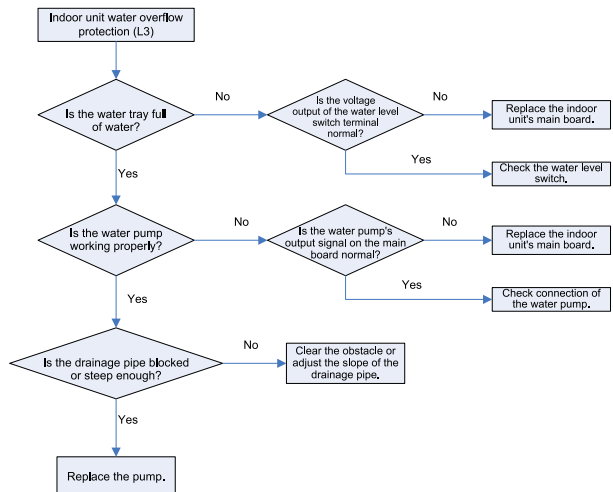 Indoor unit water overflow
protection (L3)
Is the water tray full
of water?
No
Is the voltage
output of the water level
switch terminal
normal?
No
Replace the indoor
unit's main board.
Yes
Check the water level
switch.
Yes
Is the water pump
working properly?
No
Is the water pump's
output signal on the main
board normal?
No
Replace the indoor
unit's main board.
Yes
Check connection of
the water pump.
Yes
Is the drainage pipe blocked
or steep enough?
No
Clear the obstacle or
adjust the slope of the
drainage pipe.
Yes
Replace the pump.